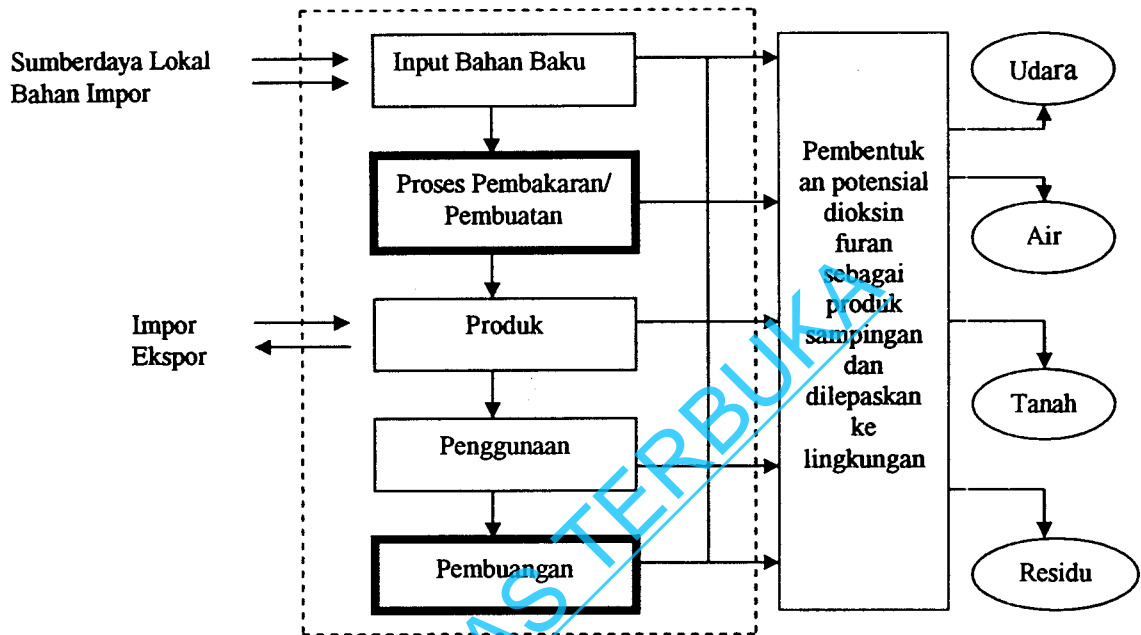 Sumberdaya Lokal
Bahan Impor
Input Bahan Baku
Proses Pembakaran/
Pembuatan
Impor
Ekspor
Produk
Penggunaan
Pembuangan
Pembentuk
an potensial
dioksin
furan
sebagai
produk
sampingan
dan
dilepaskan
ke
lingkungan
Udara
Air
Tanah
Residu
AS TERBUKA